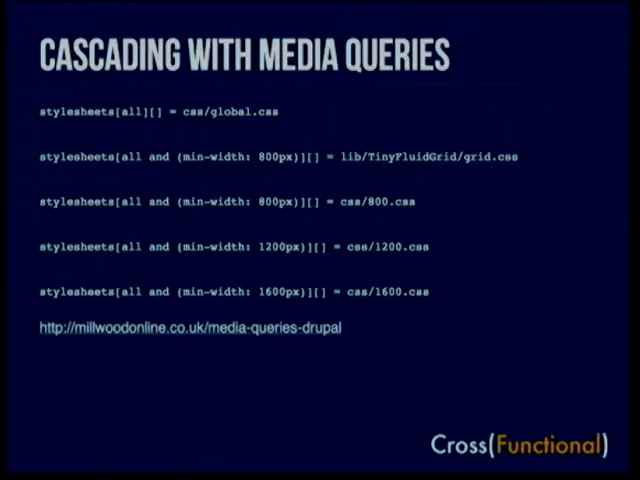 CASCADING WITH MEDIA QUERIES
stylesheets[all][] = css/global.css
stylesheets[all and (min-width: 800px)][] = lib/TinyFluidGrid/grid.css
stylesheets[all and (min-width: 800px)][] = css/800.css
stylesheets[all and (min-width: 1200px)][] = css/1200.css
stylesheets[all and (min-width: 1600px)][] = css/1600.css
http://millwoodonline.co.uk/media-queries-drupal
Cross(Functional)